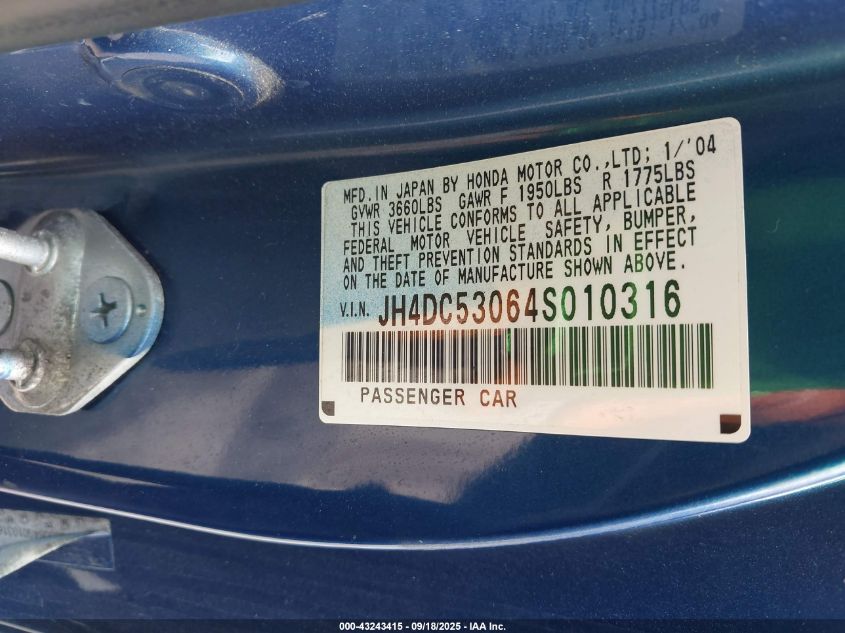 MFD.IN JAPAN BY HONDA MOTOR CO.,LTD; 1/'04
GVWR 3660LBS GAWR F 1950LBS R 1775LBS
THIS VEHICLE CONFORMS TO ALL APPLICABLE
FEDERAL MOTOR VEHICLE SAFETY, BUMPER,
AND THEFT PREVENTION STANDARDS IN EFFECT
ON THE DATE OF MANUFACTURE SHOWN ABOVE.
V.I.N. JH4DC53064S010316
PASSENGER CAR
000-43243415 - 09/18/2025 - IAA Inc.